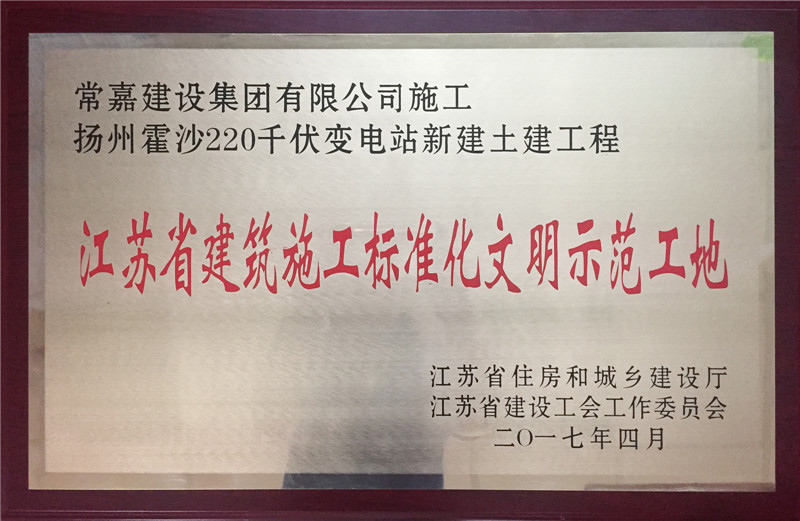 常嘉建设集团有限公司施工
扬州霍沙220千伏变电站新建土建工程
江苏省建筑施工标准化文明示范工地
江苏省住房和城乡建设厅
江苏省建设工会工作委员会
二〇一七年四月